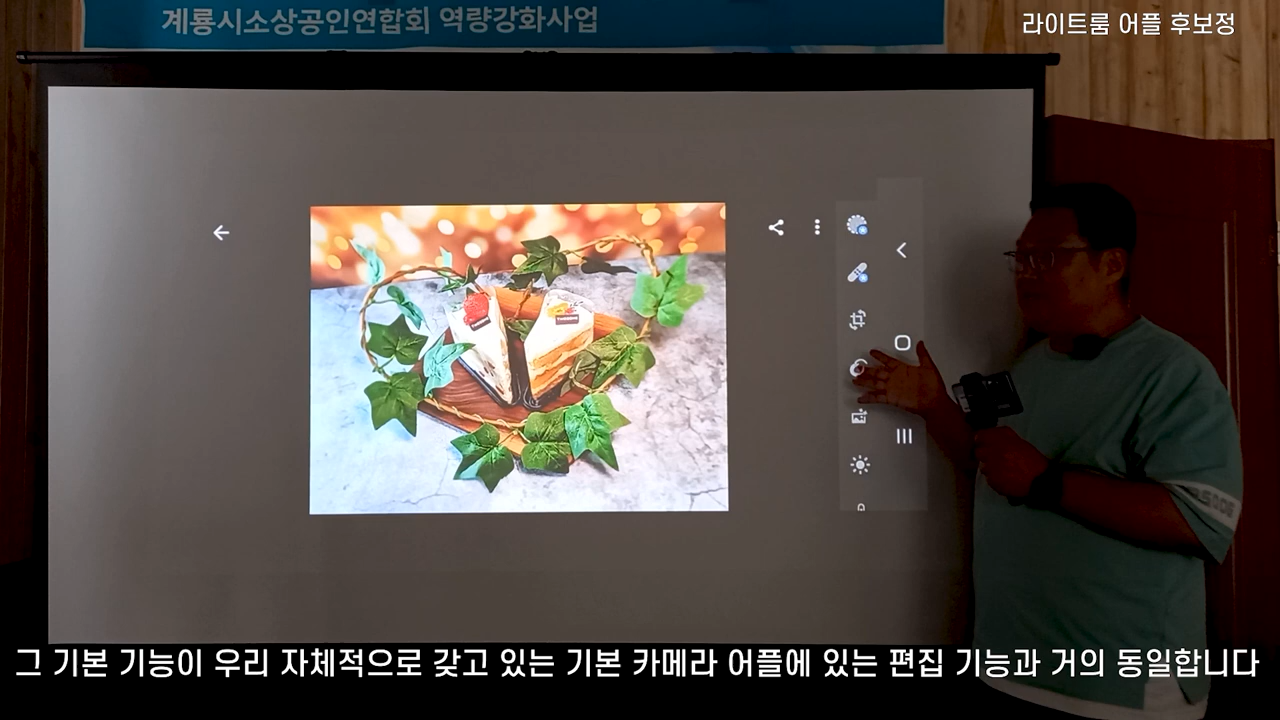 계룡시소상공인연합회 역량강화사업
라이트룸 어플 후보정
그 기본 기능이 우리 자체적으로 갖고 있는 기본 카메라 어플에 있는 편집 기능과 거의 동일합니다